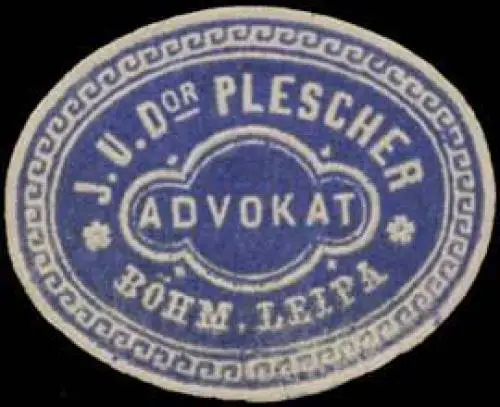 J. U. Dor PLESCHER
ADVOKAT
BÖHM. LEIPA